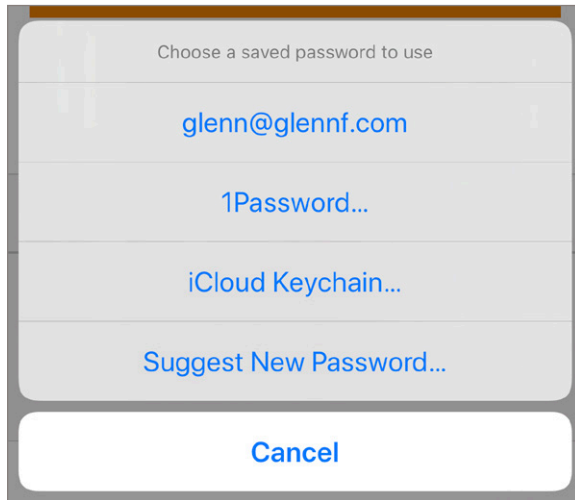 Choose a saved password to use
glenn@glennf.com
1Password...
iCloud Keychain...
Suggest New Password...
Cancel